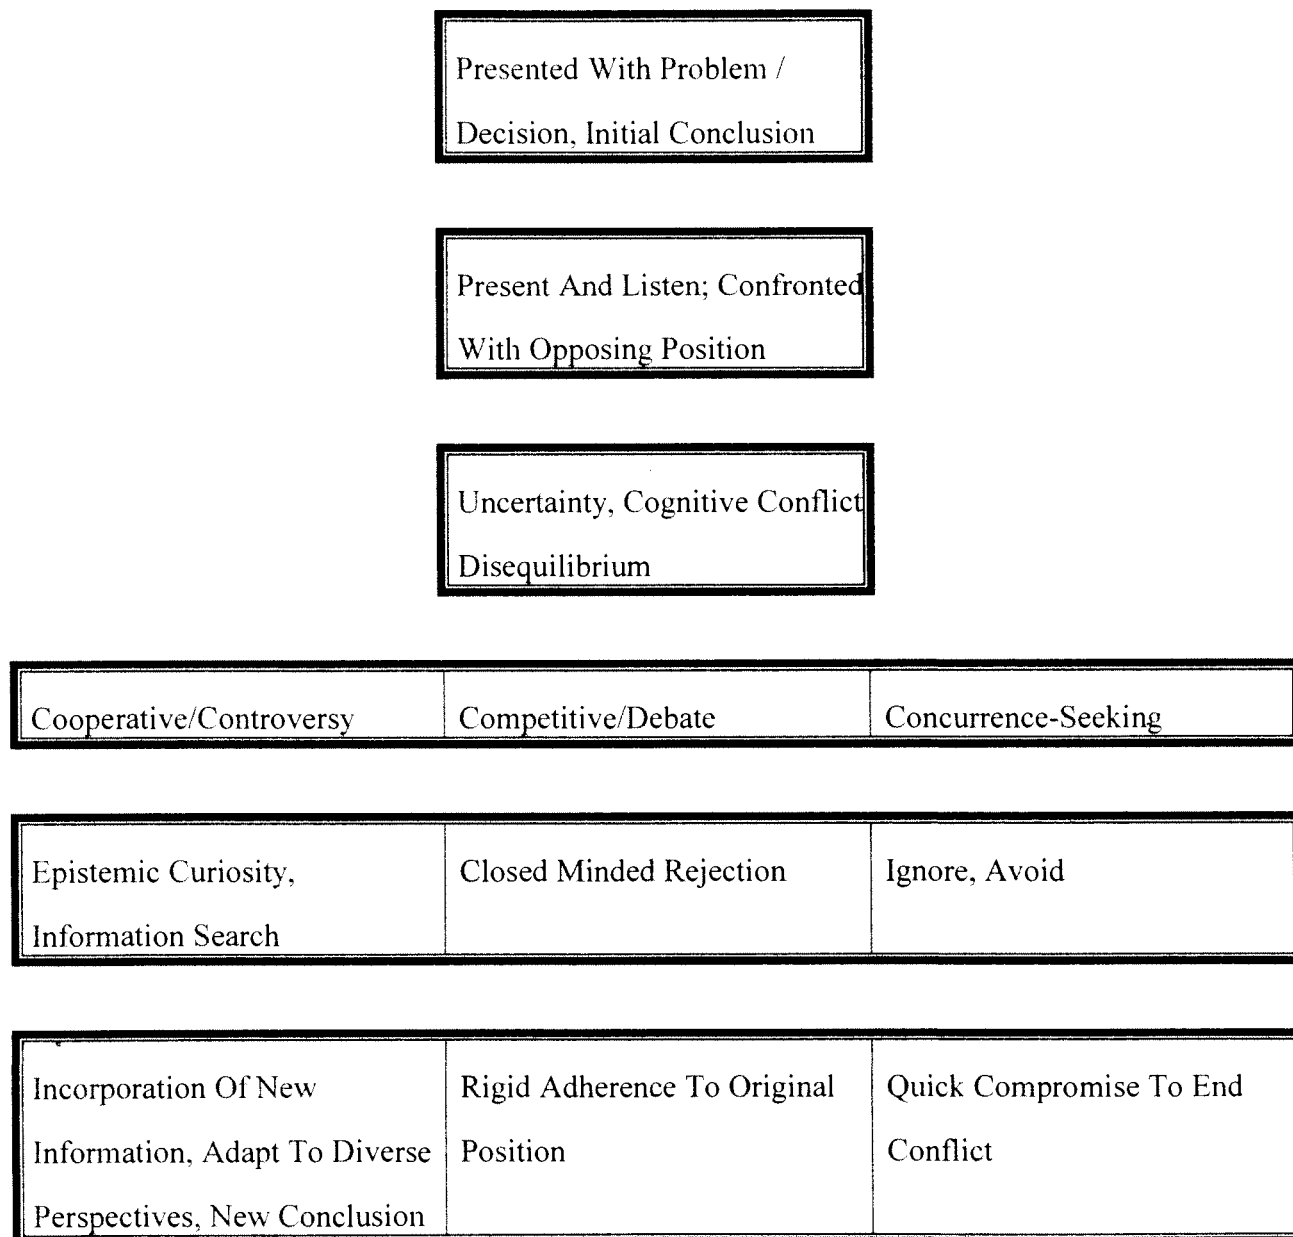 Presented With Problem /
Decision, Initial Conclusion
Present And Listen; Confronted
With Opposing Position
Uncertainty, Cognitive Conflict
Disequilibrium
Cooperative/Controversy
Competitive/Debate
Concurrence-Seeking
Epistemic Curiosity,
Information Search
Closed Minded Rejection
Ignore, Avoid
Incorporation Of New
Information, Adapt To Diverse
Perspectives, New Conclusion
Rigid Adherence To Original
Position
Quick Compromise To End
Conflict